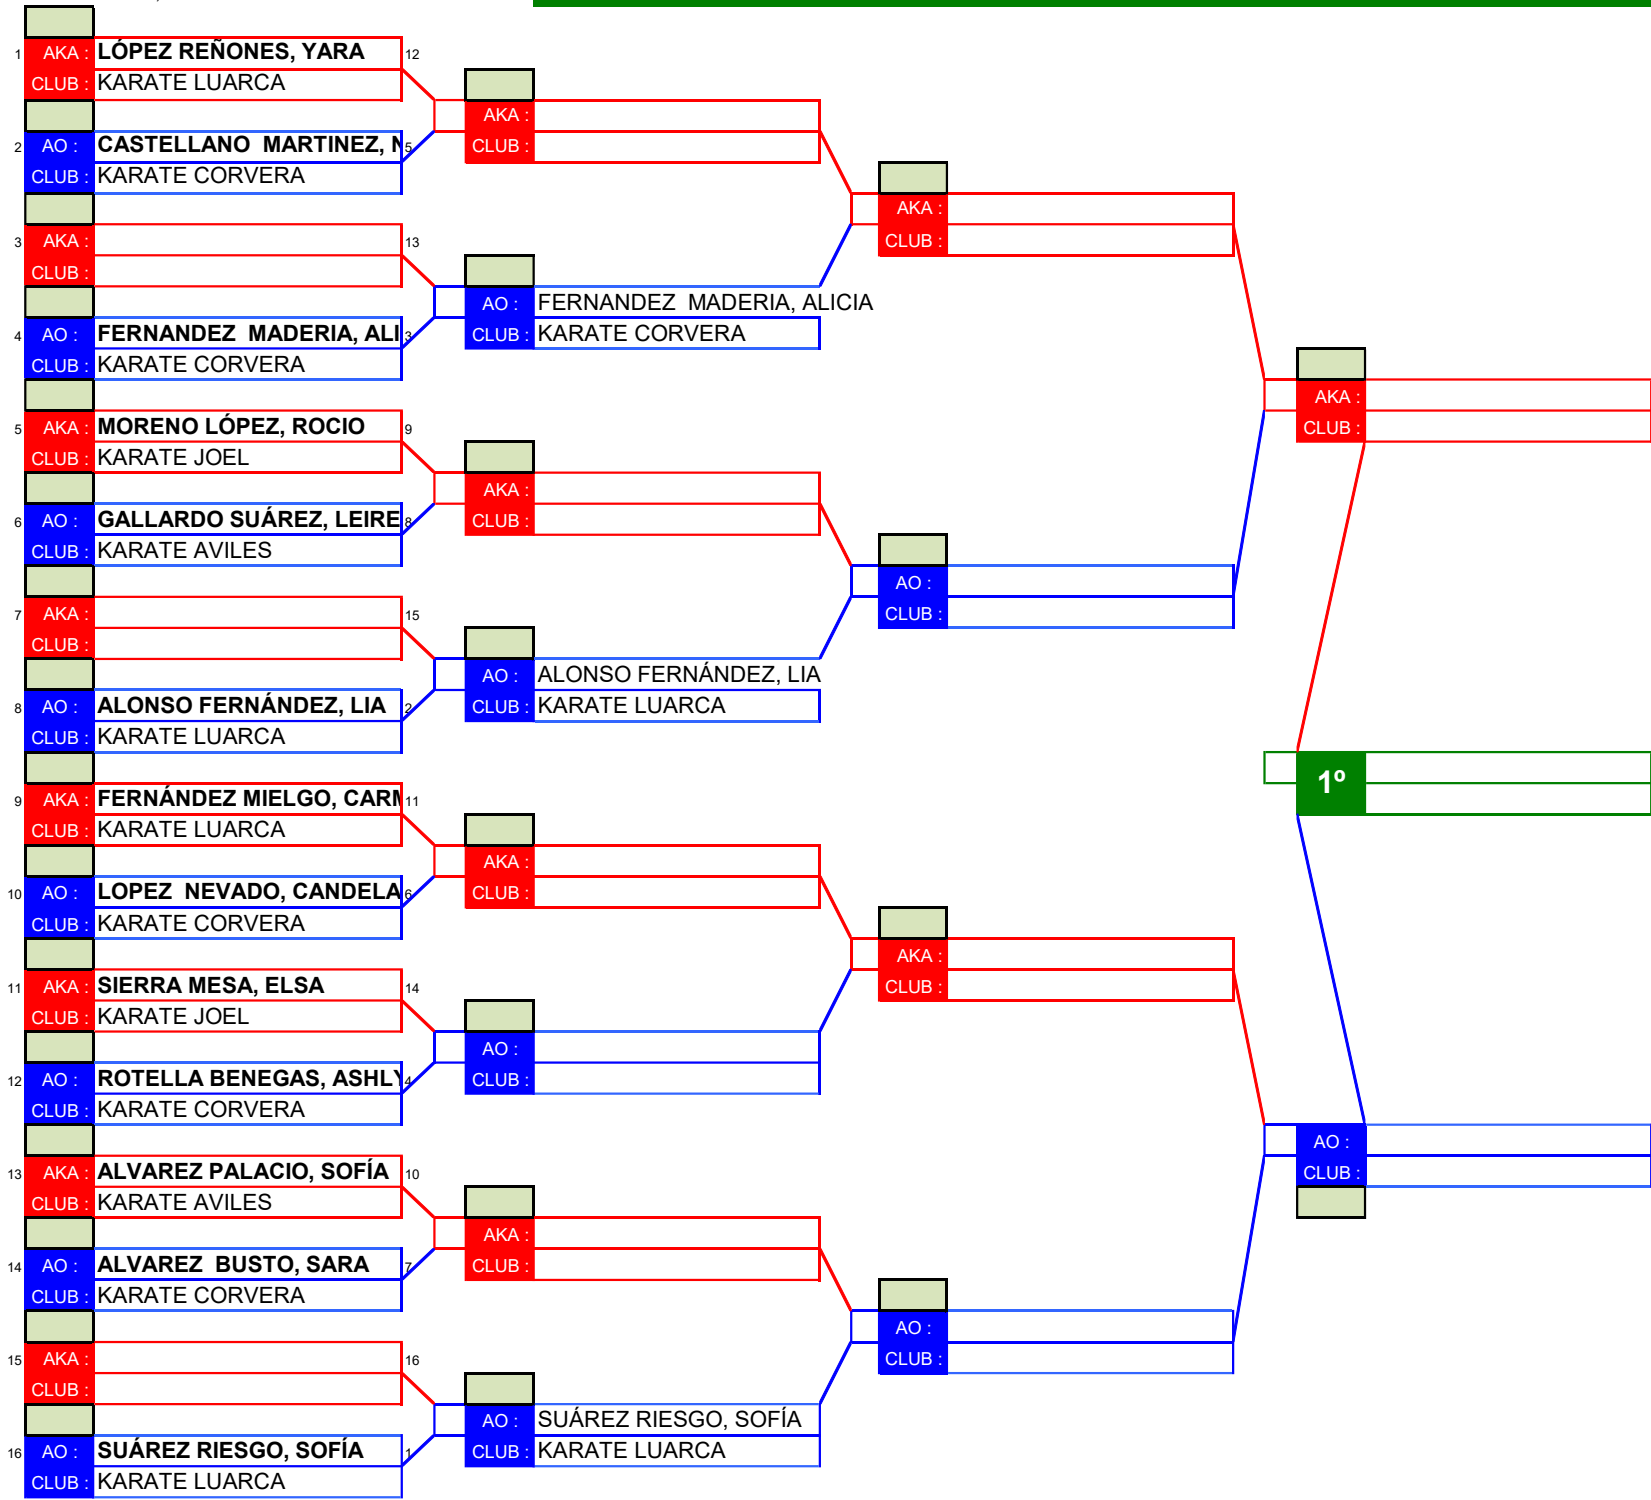 1 AKA : LÓPEZ REÑONES, YARA 12
CLUB : KARATE LUARCA
AKA :
2 AO : CASTELLANO  MARTINEZ, 5
CLUB :
CLUB : KARATE CORVERA
AKA :
3 AKA : 13
CLUB :
CLUB :
AO : FERNANDEZ  MADERIA, ALICIA
4 AO : FERNANDEZ  MADERIA, ALI 3
CLUB : KARATE CORVERA
CLUB : KARATE CORVERA
AKA :
5 AKA : MORENO LÓPEZ, ROCIO 9
CLUB :
CLUB : KARATE JOEL
AKA :
6 AO : GALLARDO SUÁREZ, LEIRE 8
CLUB :
CLUB : KARATE AVILES
AO :
7 AKA : 15
CLUB :
CLUB :
AO : ALONSO FERNÁNDEZ, LIA
8 AO : ALONSO FERNÁNDEZ, LIA 2
CLUB : KARATE LUARCA
CLUB : KARATE LUARCA
1º
9 AKA : FERNÁNDEZ MIELGO, CARM 11
CLUB : KARATE LUARCA
AKA :
10 AO : LOPEZ  NEVADO, CANDELA 6
CLUB :
CLUB : KARATE CORVERA
AKA :
11 AKA : SIERRA MESA, ELSA 14
CLUB :
CLUB : KARATE JOEL
AO :
12 AO : ROTELLA BENEGAS, ASHLY 4
CLUB :
CLUB : KARATE CORVERA
AO :
13 AKA : ALVAREZ PALACIO, SOFÍA 10
CLUB :
CLUB : KARATE AVILES
AKA :
14 AO : ALVAREZ  BUSTO, SARA 7
CLUB :
CLUB : KARATE CORVERA
AO :
15 AKA : 16
CLUB :
CLUB :
AO : SUÁREZ RIESGO, SOFÍA
16 AO : SUÁREZ RIESGO, SOFÍA 1
CLUB : KARATE LUARCA
CLUB : KARATE LUARCA